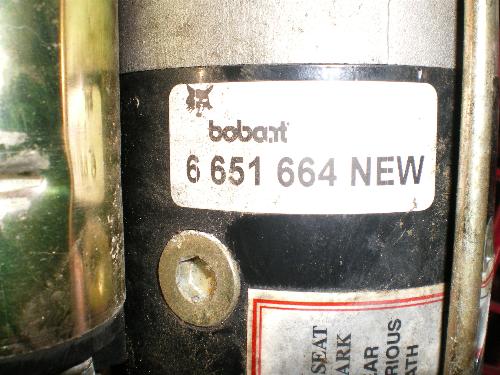 bobcat
6 651 664 NEW
SEAT
ARK
EAR
RIOUS
ATH